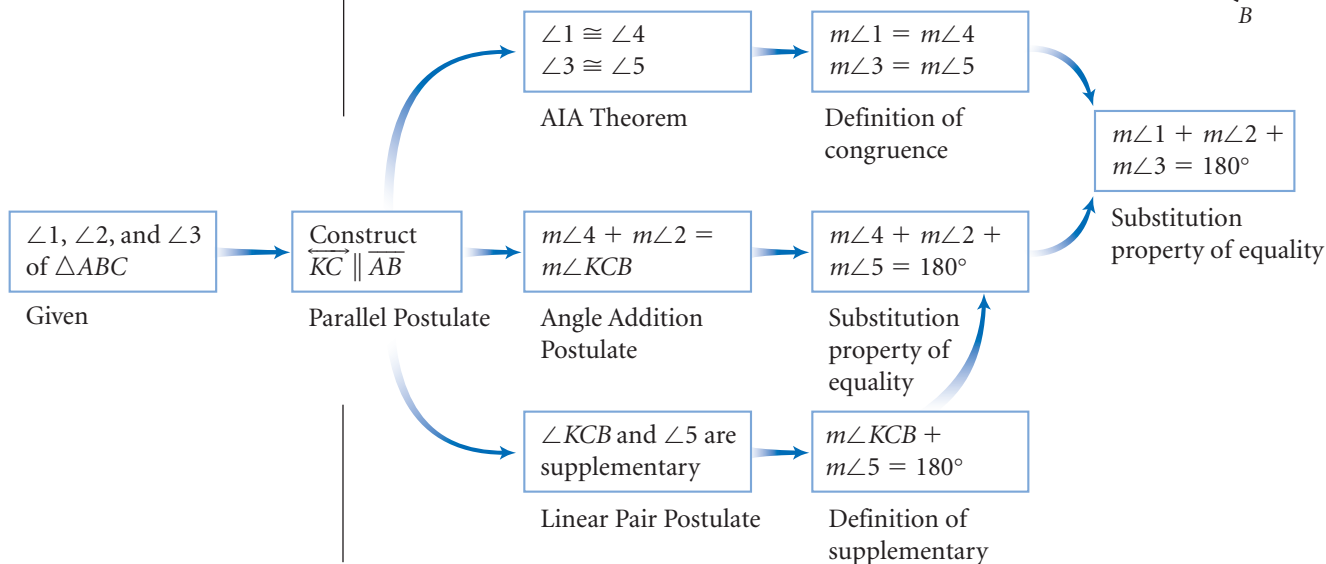 B
∠1 ≅ ∠4
∠3 ≅ ∠5
AIA Theorem
m∠1 = m∠4
m∠3 = m∠5
Definition of
congruence
m∠1 + m∠2 +
m∠3 = 180°
Substitution
property of equality
∠1, ∠2, and ∠3
of △ABC
Given
Construct
K͟C⃡ ∥ A̅B̅
Parallel Postulate
m∠4 + m∠2 =
m∠KCB
Angle Addition
Postulate
m∠4 + m∠2 +
m∠5 = 180°
Substitution
property of
equality
∠KCB and ∠5 are
supplementary
Linear Pair Postulate
m∠KCB +
m∠5 = 180°
Definition of
supplementary